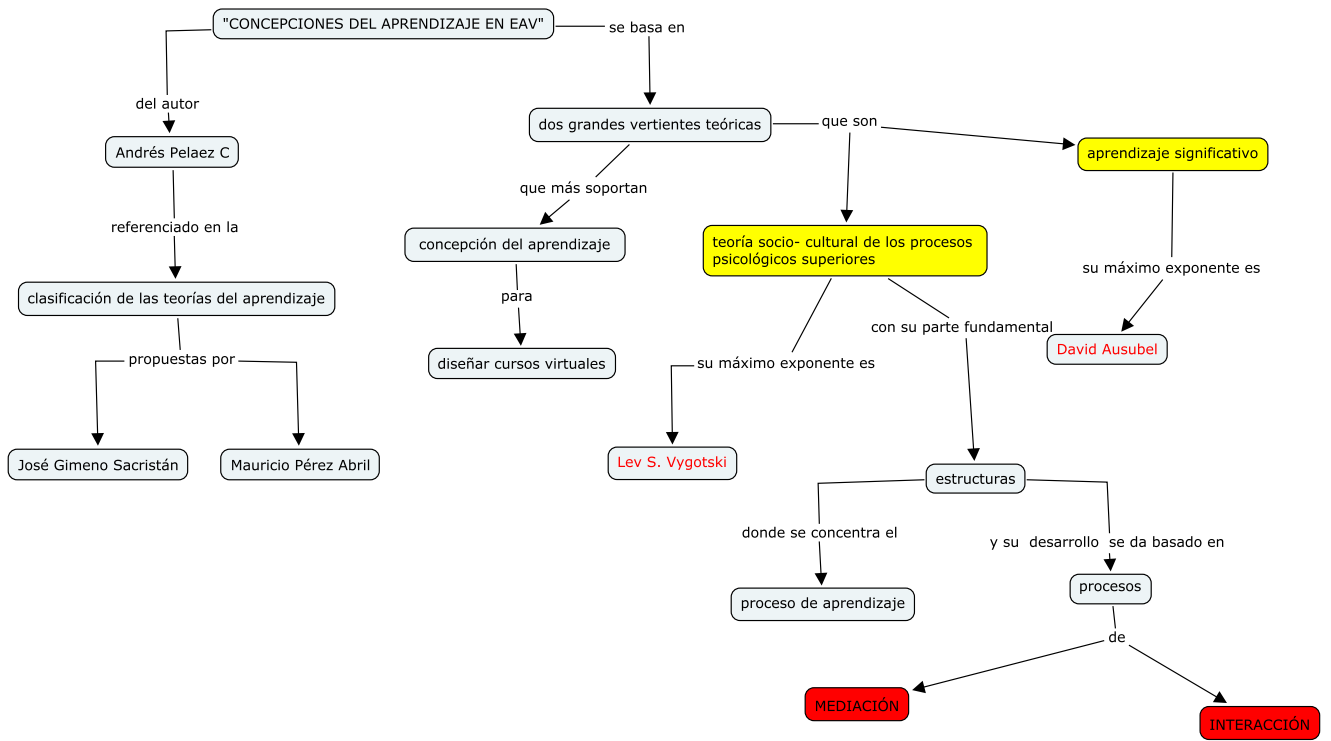 "CONCEPCIONES DEL APRENDIZAJE EN EAV"
se basa en
del autor
dos grandes vertientes teóricas
que son
Andrés Pelaez C
aprendizaje significativo
que más soportan
referenciado en la
concepción del aprendizaje
teoría socio- cultural de los procesos
psicológicos superiores
su máximo exponente es
para
clasificación de las teorías del aprendizaje
con su parte fundamental
David Ausubel
propuestas por
diseñar cursos virtuales
su máximo exponente es
José Gimeno Sacristán
Mauricio Pérez Abril
Lev S. Vygotski
estructuras
donde se concentra el
y su  desarrollo  se da basado en
proceso de aprendizaje
procesos
de
MEDIACIÓN
INTERACCIÓN